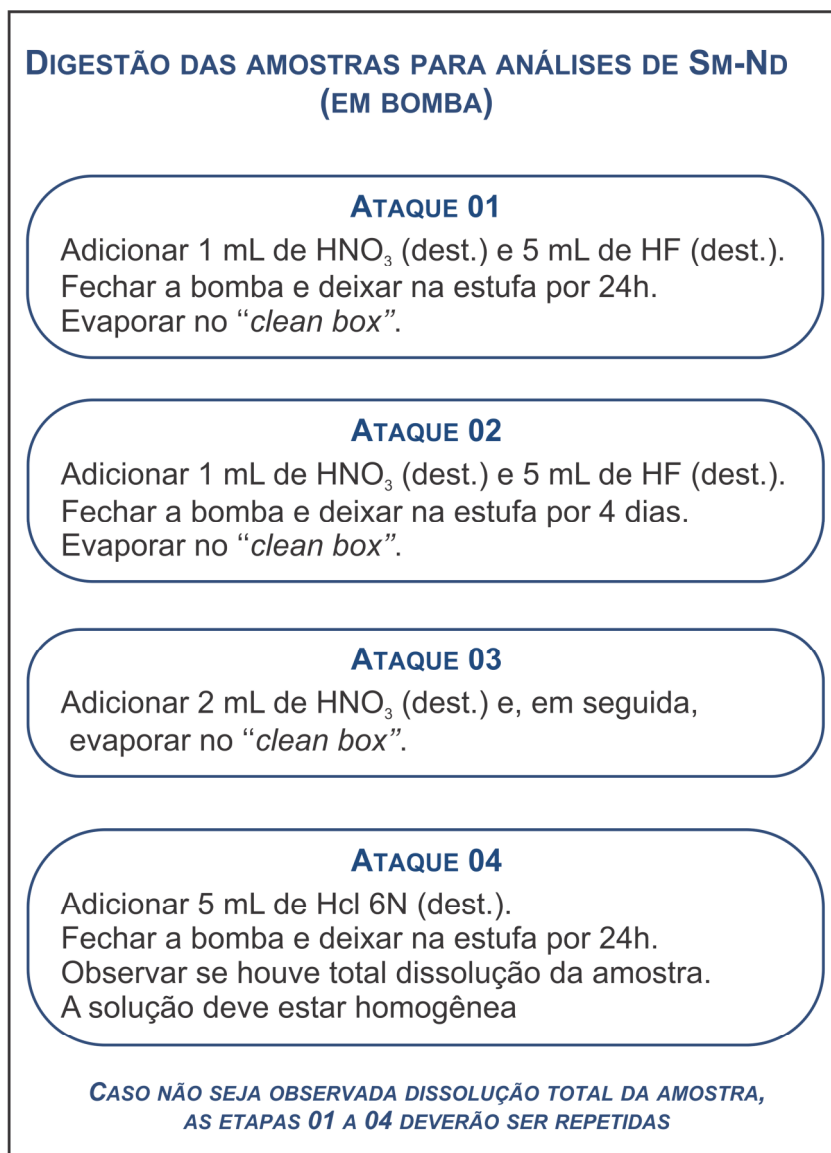 DIGESTÃO DAS AMOSTRAS PARA ANÁLISES DE SM-ND
(EM BOMBA)
ATAQUE 01
Adicionar 1 mL de HNO₃ (dest.) e 5 mL de HF (dest.).
Fechar a bomba e deixar na estufa por 24h.
Evaporar no “clean box”.
ATAQUE 02
Adicionar 1 mL de HNO₃ (dest.) e 5 mL de HF (dest.).
Fechar a bomba e deixar na estufa por 4 dias.
Evaporar no “clean box”.
ATAQUE 03
Adicionar 2 mL de HNO₃ (dest.) e, em seguida,
evaporar no “clean box”.
ATAQUE 04
Adicionar 5 mL de Hcl 6N (dest.).
Fechar a bomba e deixar na estufa por 24h.
Observar se houve total dissolução da amostra.
A solução deve estar homogênea
CASO NÃO SEJA OBSERVADA DISSOLUÇÃO TOTAL DA AMOSTRA,
AS ETAPAS 01 A 04 DEVERÃO SER REPETIDAS